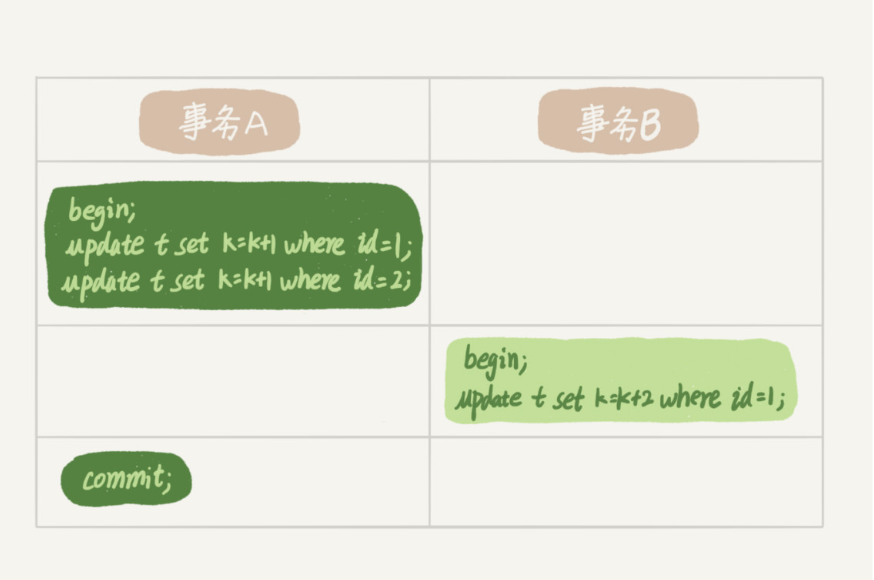 事务A
事务B
begin;
update t set k=k+1 where id=1;
update t set k=k+1 where id=2;
begin;
update t set k=k+2 where id=1;
commit;